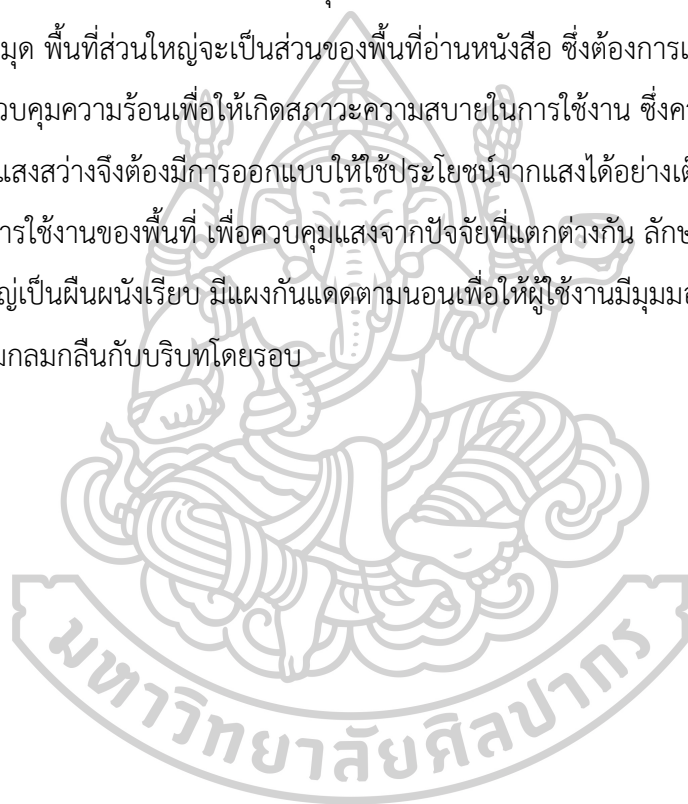 มุด พื้นที่ส่วนใหญ่จะเป็นส่วนของพื้นที่อ่านหนังสือ ซึ่งต้องการ
วบคุมความร้อนเพื่อให้เกิดสภาวะความสบายในการใช้งาน ซึ่ง
แสงสว่างจึงต้องมีการออกแบบให้ใช้ประโยชน์จากแสงได้อย่าง
ารใช้งานของพื้นที่ เพื่อควบคุมแสงจากปัจจัยที่แตกต่างกัน
ญ่เป็นผืนผนังเรียบ มีแผงกันแดดตามนอนเพื่อให้ผู้ใช้งานมี
มกลมกลืนกับบริบทโดยรอบ
มหาวิทยาลัยศิลปากร